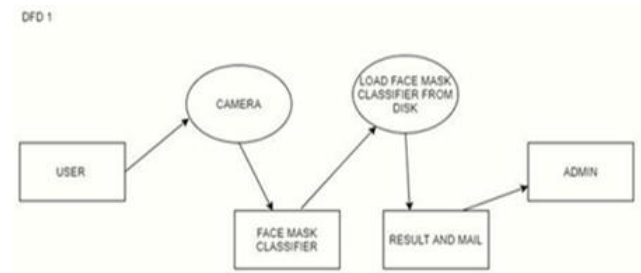 DFD 1
CAMERA
LOAD FACE MASK
CLASSIFIER FROM
DISK
USER
ADMIN
FACE MASK
CLASSIFIER
RESULT AND MAIL